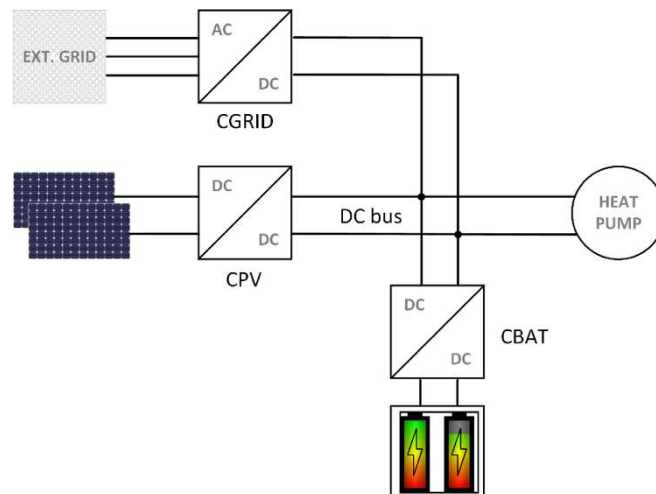 AC
EXT. GRID
DC
CGRID
DC
HEAT
PUMP
DC bus
DC
CPV
DC
CBAT
DC